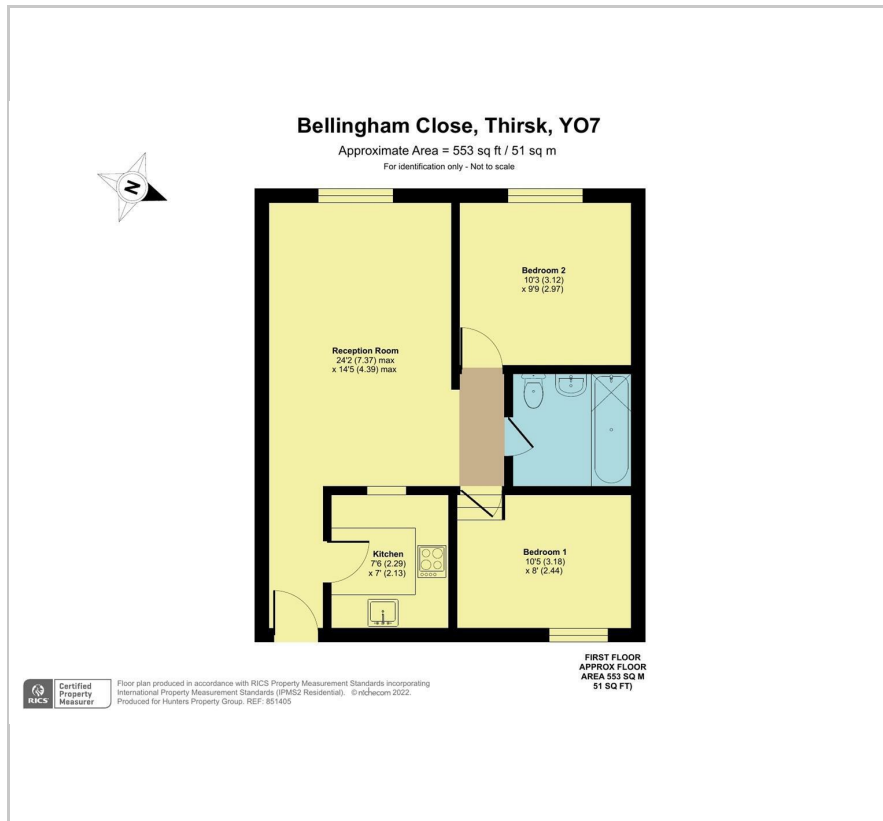 Bellingham Close, Thirsk, YO7
Approximate Area = 553 sq ft / 51 sq m
For identification only - Not to scale
N
Bedroom 2
10'3 (3.12)
x 9'9 (2.97)
Reception Room
24'2 (7.37) max
x 14'5 (4.39) max
Kitchen
7'6 (2.29)
x 7' (2.13)
Bedroom 1
10'5 (3.18)
x 8' (2.44)
FIRST FLOOR
APPROX FLOOR
AREA 553 SQ M
51 SQ FT)
RICS
Certified
Property
Measurer
Floor plan produced in accordance with RICS Property Measurement Standards incorporating
International Property Measurement Standards (IPMS2 Residential). © nichecom 2022.
Produced for Hunters Property Group. REF: 851405